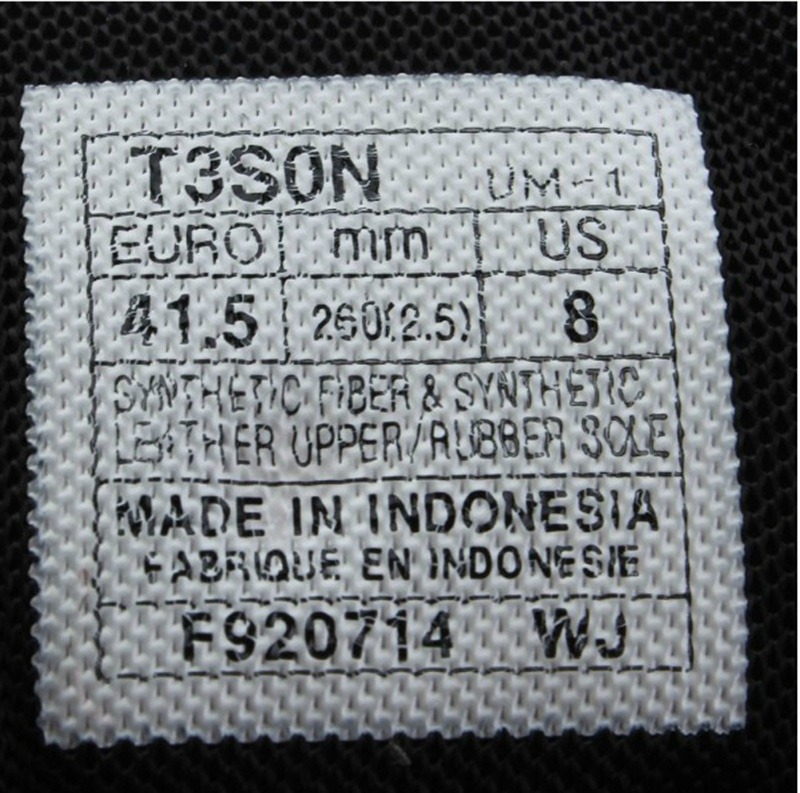 T3S0N UM-1
EURO mm US
41.5 260(2.5) 8
SYNTHETIC FIBER & SYNTHETIC
LEATHER UPPER/RUBBER SOLE
MADE IN INDONESIA
FABRIQUE EN INDONESIE
F920714 WJ